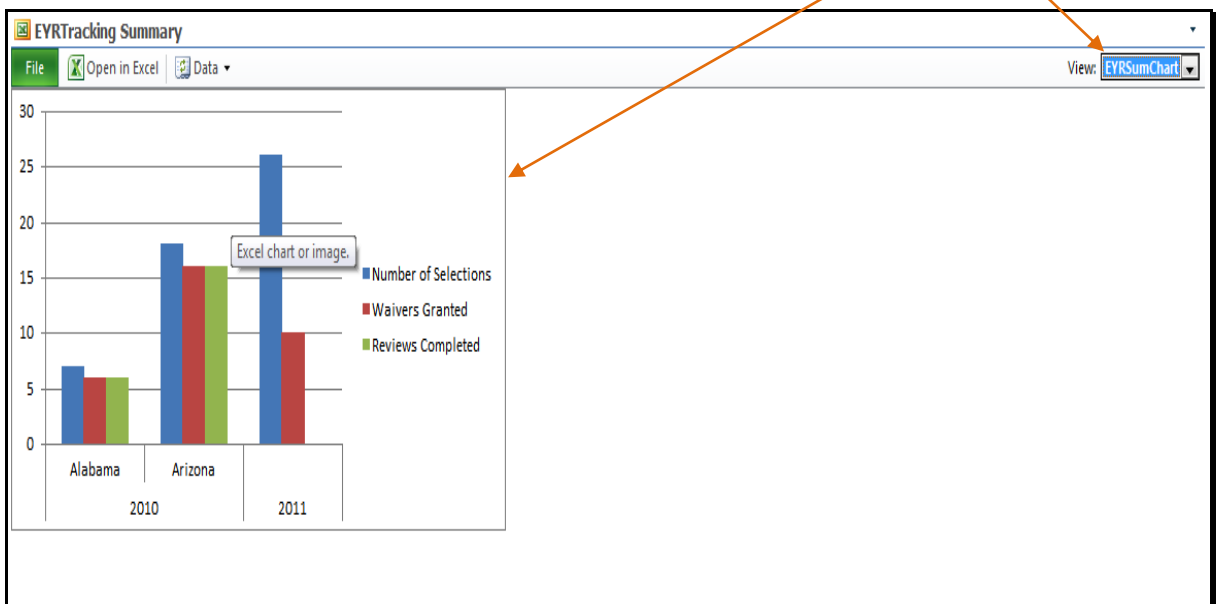 EYRTracking Summary
File Open in Excel Data View: EYRSumChart
30
25
20
15
10
5
0
Excel chart or image.
Number of Selections
Waivers Granted
Reviews Completed
Alabama Arizona
2010 2011